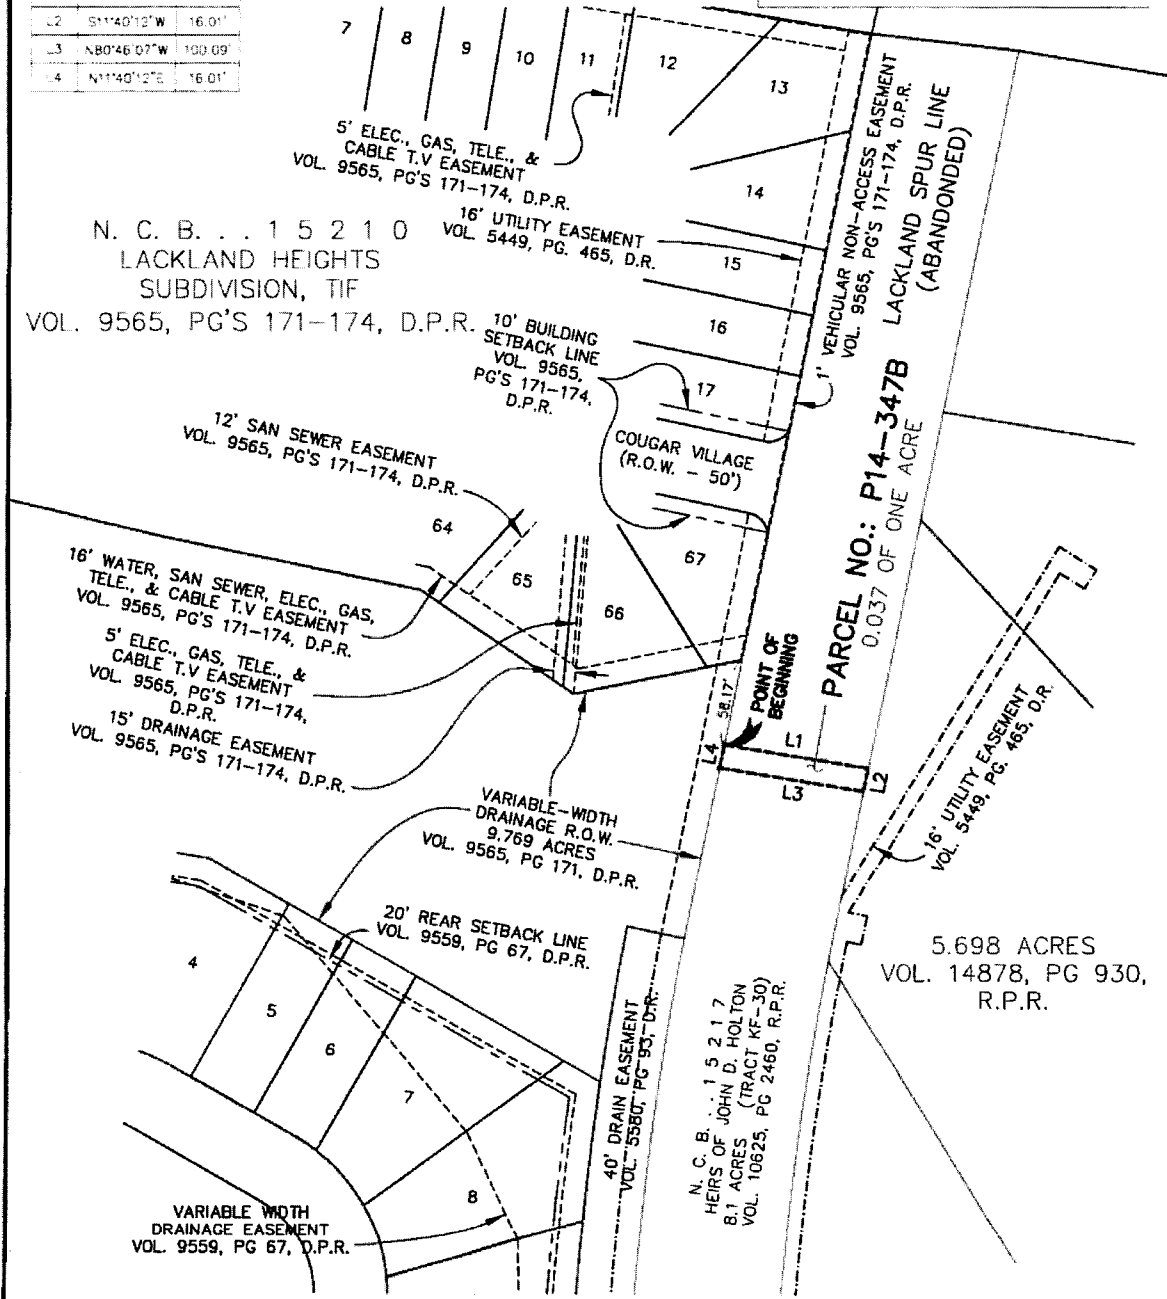 L2 S11°40'12"W 16.01'
L3 N80°46'07"W 100.09'
L4 N11°40'12"E 16.01'
7
8
9
10
11
12
13
14
15
16
17
5' ELEC., GAS, TELE., &
CABLE T.V EASEMENT
VOL. 9565, PG'S 171-174, D.P.R.
16' UTILITY EASEMENT
VOL. 5449, PG. 465, D.R.
N. C. B. . . 1 5 2 1 0
LACKLAND HEIGHTS
SUBDIVISION, TIF
VOL. 9565, PG'S 171-174, D.P.R.
10' BUILDING
SETBACK LINE
VOL. 9565,
PG'S 171-174,
D.P.R.
1' VEHICULAR NON-ACCESS EASEMENT
VOL. 9565, PG'S 171-174, D.P.R.
LACKLAND SPUR LINE
(ABANDONDED)
COUGAR VILLAGE
(R.O.W. - 50')
12' SAN SEWER EASEMENT
VOL. 9565, PG'S 171-174, D.P.R.
64
65
66
67
16' WATER, SAN SEWER, ELEC., GAS,
TELE., & CABLE T.V EASEMENT
VOL. 9565, PG'S 171-174, D.P.R.
5' ELEC., GAS, TELE., &
CABLE T.V EASEMENT
VOL. 9565, PG'S 171-174,
D.P.R.
15' DRAINAGE EASEMENT
VOL. 9565, PG'S 171-174, D.P.R.
PARCEL NO.: P14-347B
0.037 OF ONE ACRE
POINT OF
BEGINNING
58.17'
L1
L2
L3
L4
16' UTILITY EASEMENT
VOL. 5449, PG. 465, D.R.
VARIABLE-WIDTH
DRAINAGE R.O.W.
9.769 ACRES
VOL. 9565, PG 171, D.P.R.
20' REAR SETBACK LINE
VOL. 9559, PG 67, D.P.R.
4
5
6
7
8
5.698 ACRES
VOL. 14878, PG 930,
R.P.R.
40' DRAIN EASEMENT
VOL. 5580, PG 93, D.R.
N. C. B. . . 1 5 2 1 7
HEIRS OF JOHN D. HOLTON
8.1 ACRES (TRACT KF-30)
VOL. 10625, PG 2460, R.P.R.
VARIABLE WIDTH
DRAINAGE EASEMENT
VOL. 9559, PG 67, D.P.R.